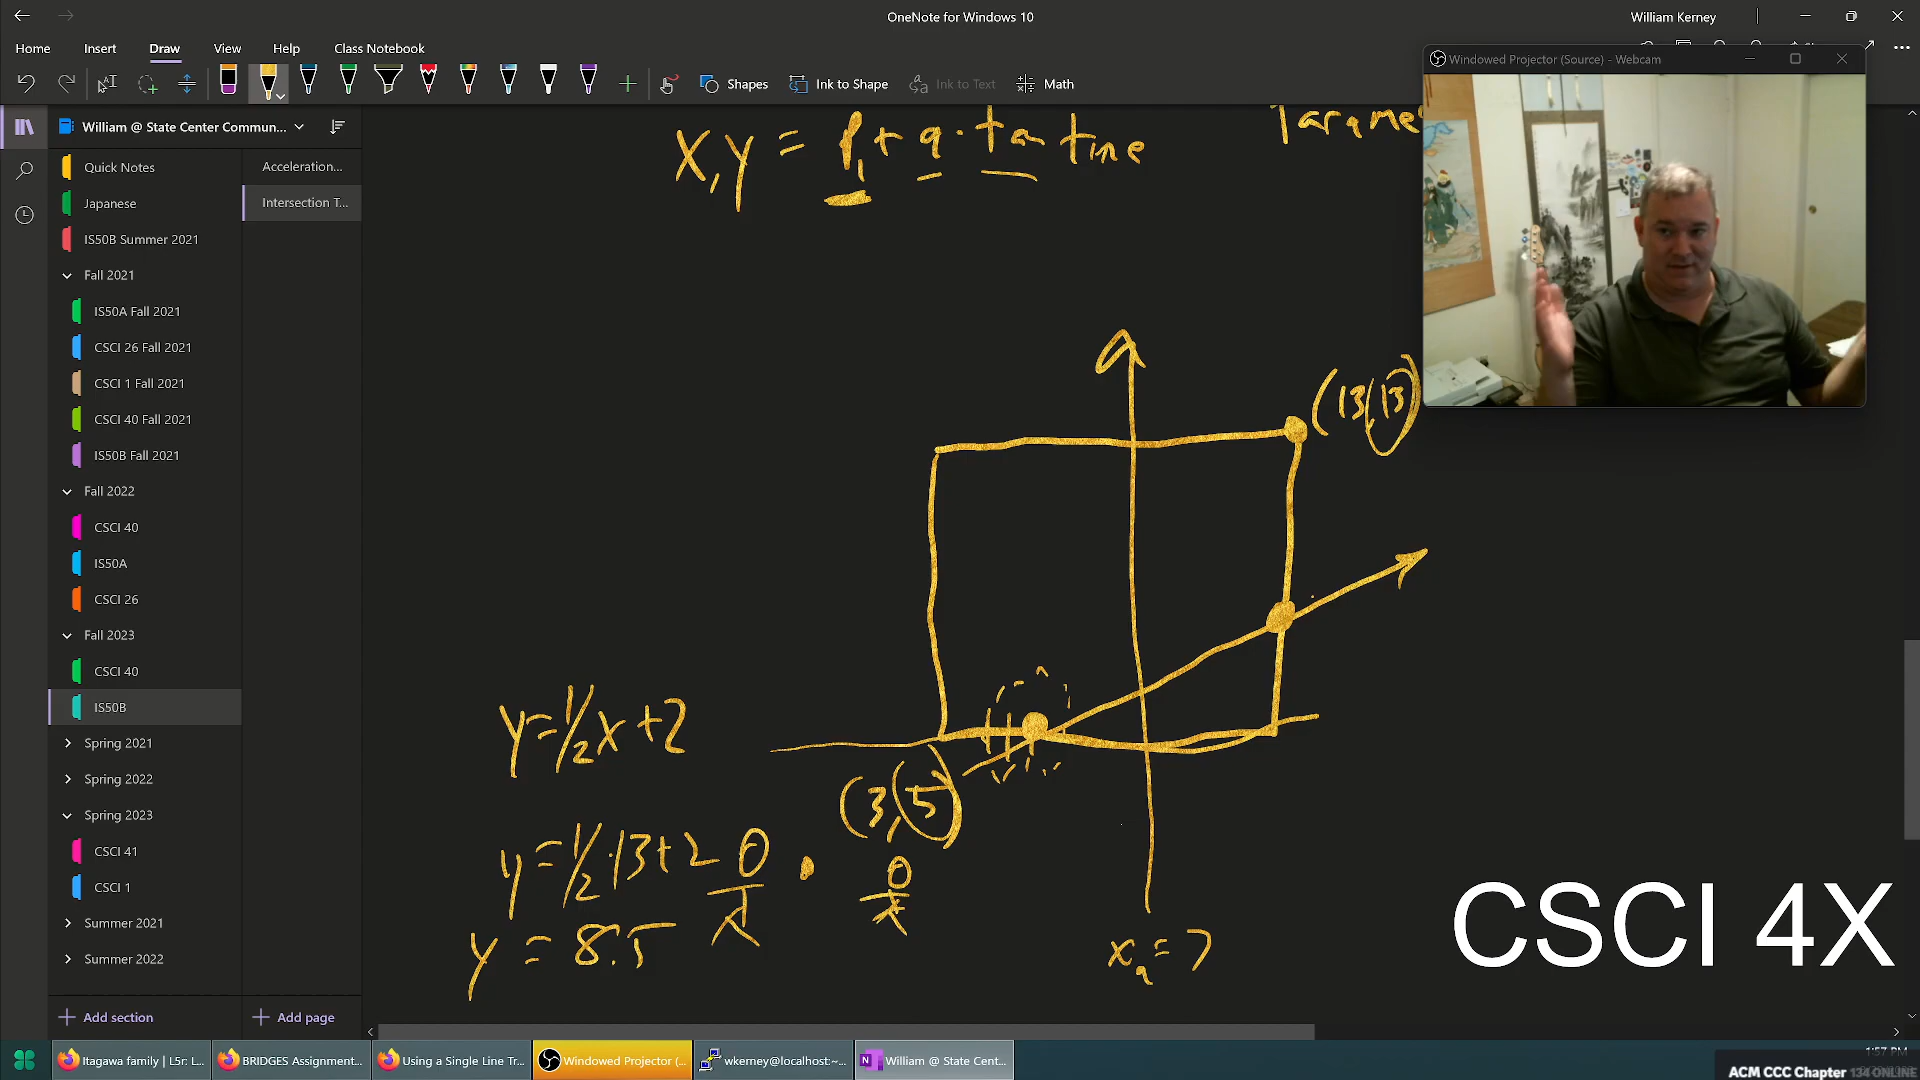 OneNote for Windows 10
William Kerney
Home Insert Draw View Help Class Notebook
Shapes Ink to Shape Ink to Text Math
Windowed Projector (Source) - Webcam
William @ State Center Commun...
Quick Notes
Japanese
IS50B Summer 2021
Fall 2021
IS50A Fall 2021
CSCI 26 Fall 2021
CSCI 1 Fall 2021
CSCI 40 Fall 2021
IS50B Fall 2021
Fall 2022
CSCI 40
IS50A
CSCI 26
Fall 2023
CSCI 40
IS50B
Spring 2021
Spring 2022
Spring 2023
CSCI 41
CSCI 1
Summer 2021
Summer 2022
Add section
Acceleration...
Intersection T...
Add page
(13,13)
y=1/2x+2
(3,5)
y=1/2·13+2
y = 8.5
CSCI 4X
Itagawa family | L5r: L...
BRIDGES Assignment...
Using a Single Line Tr...
Windowed Projector (...
wkerney@localhost:~...
William @ State Cent...
1:57 PM
ACM CCC Chapter